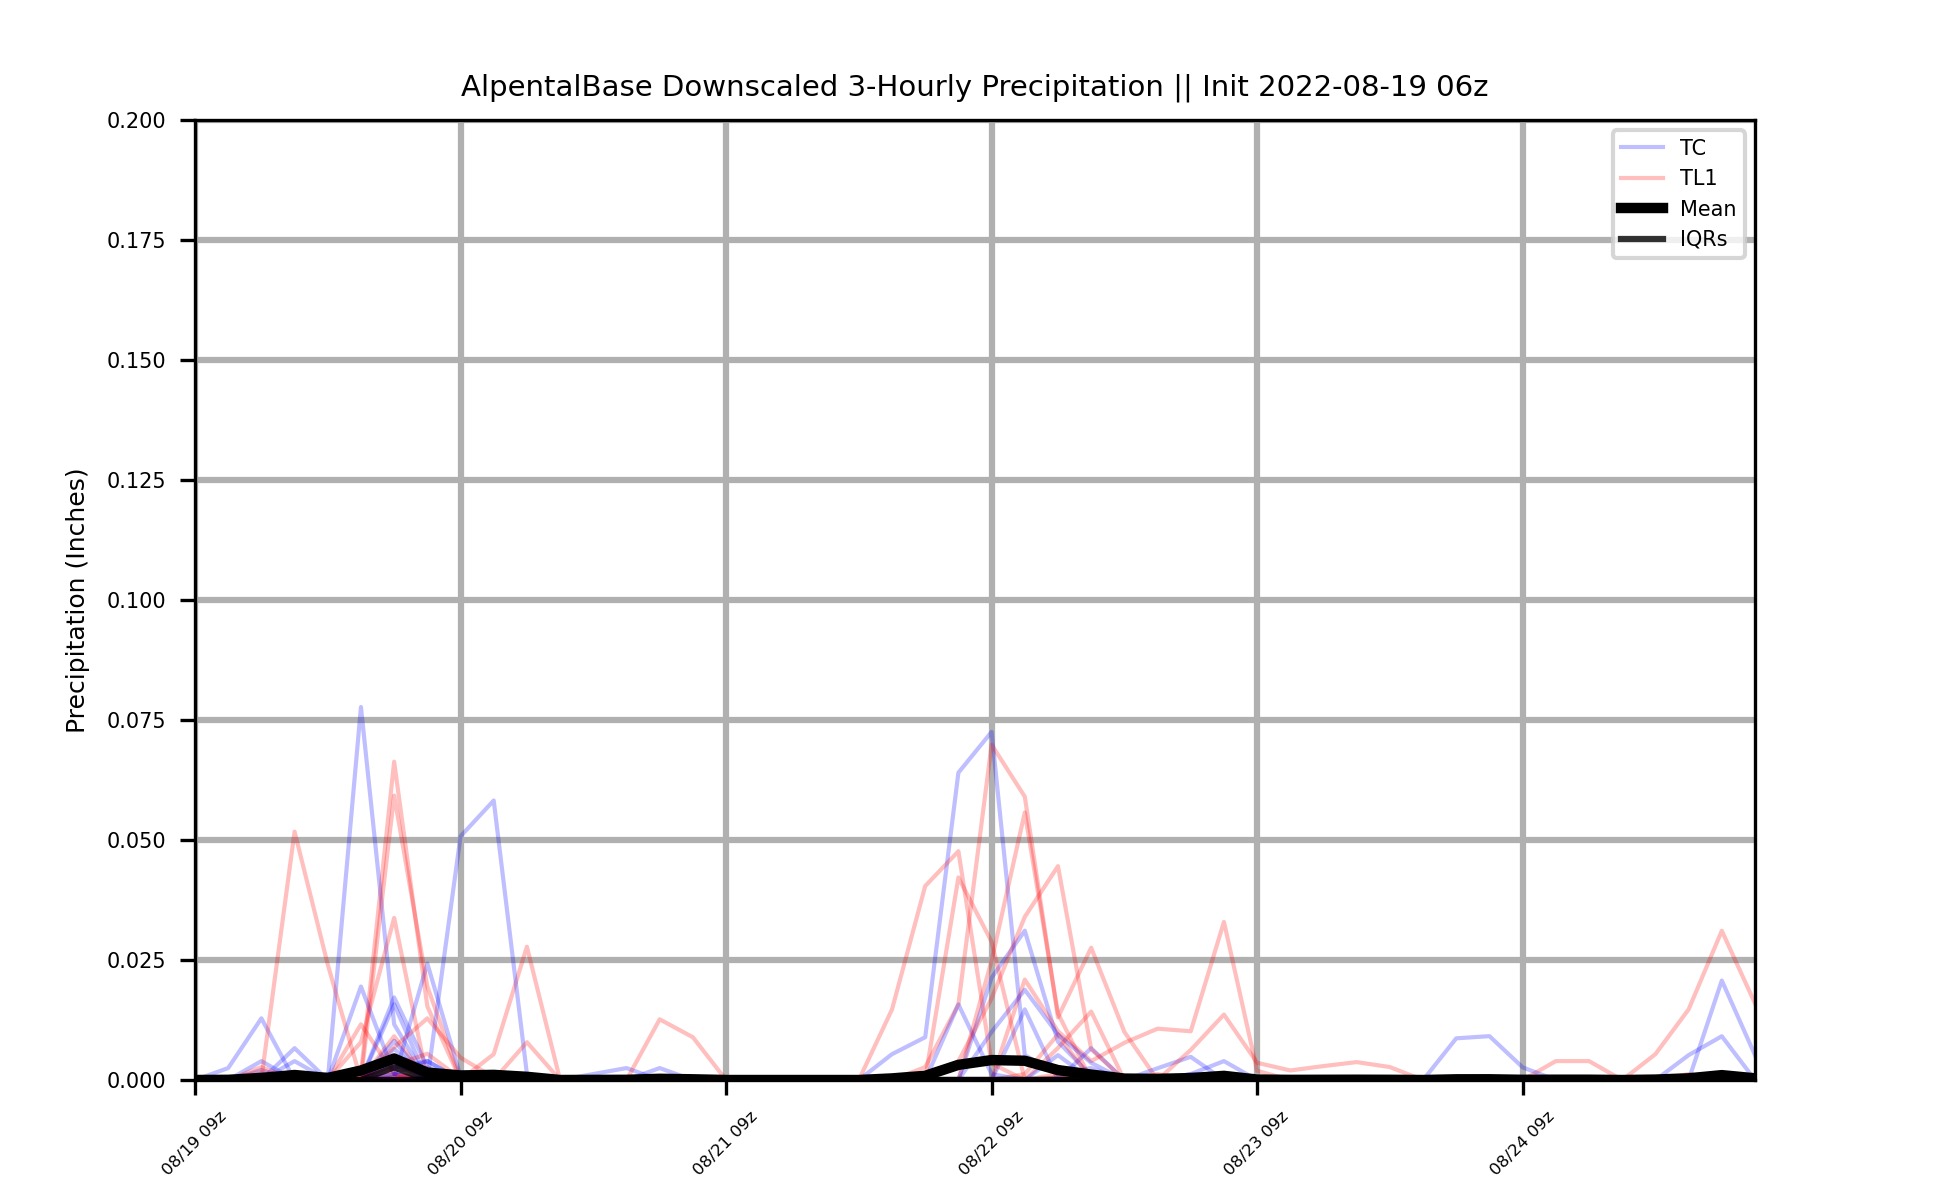 AlpentalBase Downscaled 3-Hourly Precipitation || Init 2022-08-19 06z
TC
TL1
Mean
IQRs
Precipitation (Inches)
0.200
0.175
0.150
0.125
0.100
0.075
0.050
0.025
0.000
08/19 09z
08/20 09z
08/21 09z
08/22 09z
08/23 09z
08/24 09z